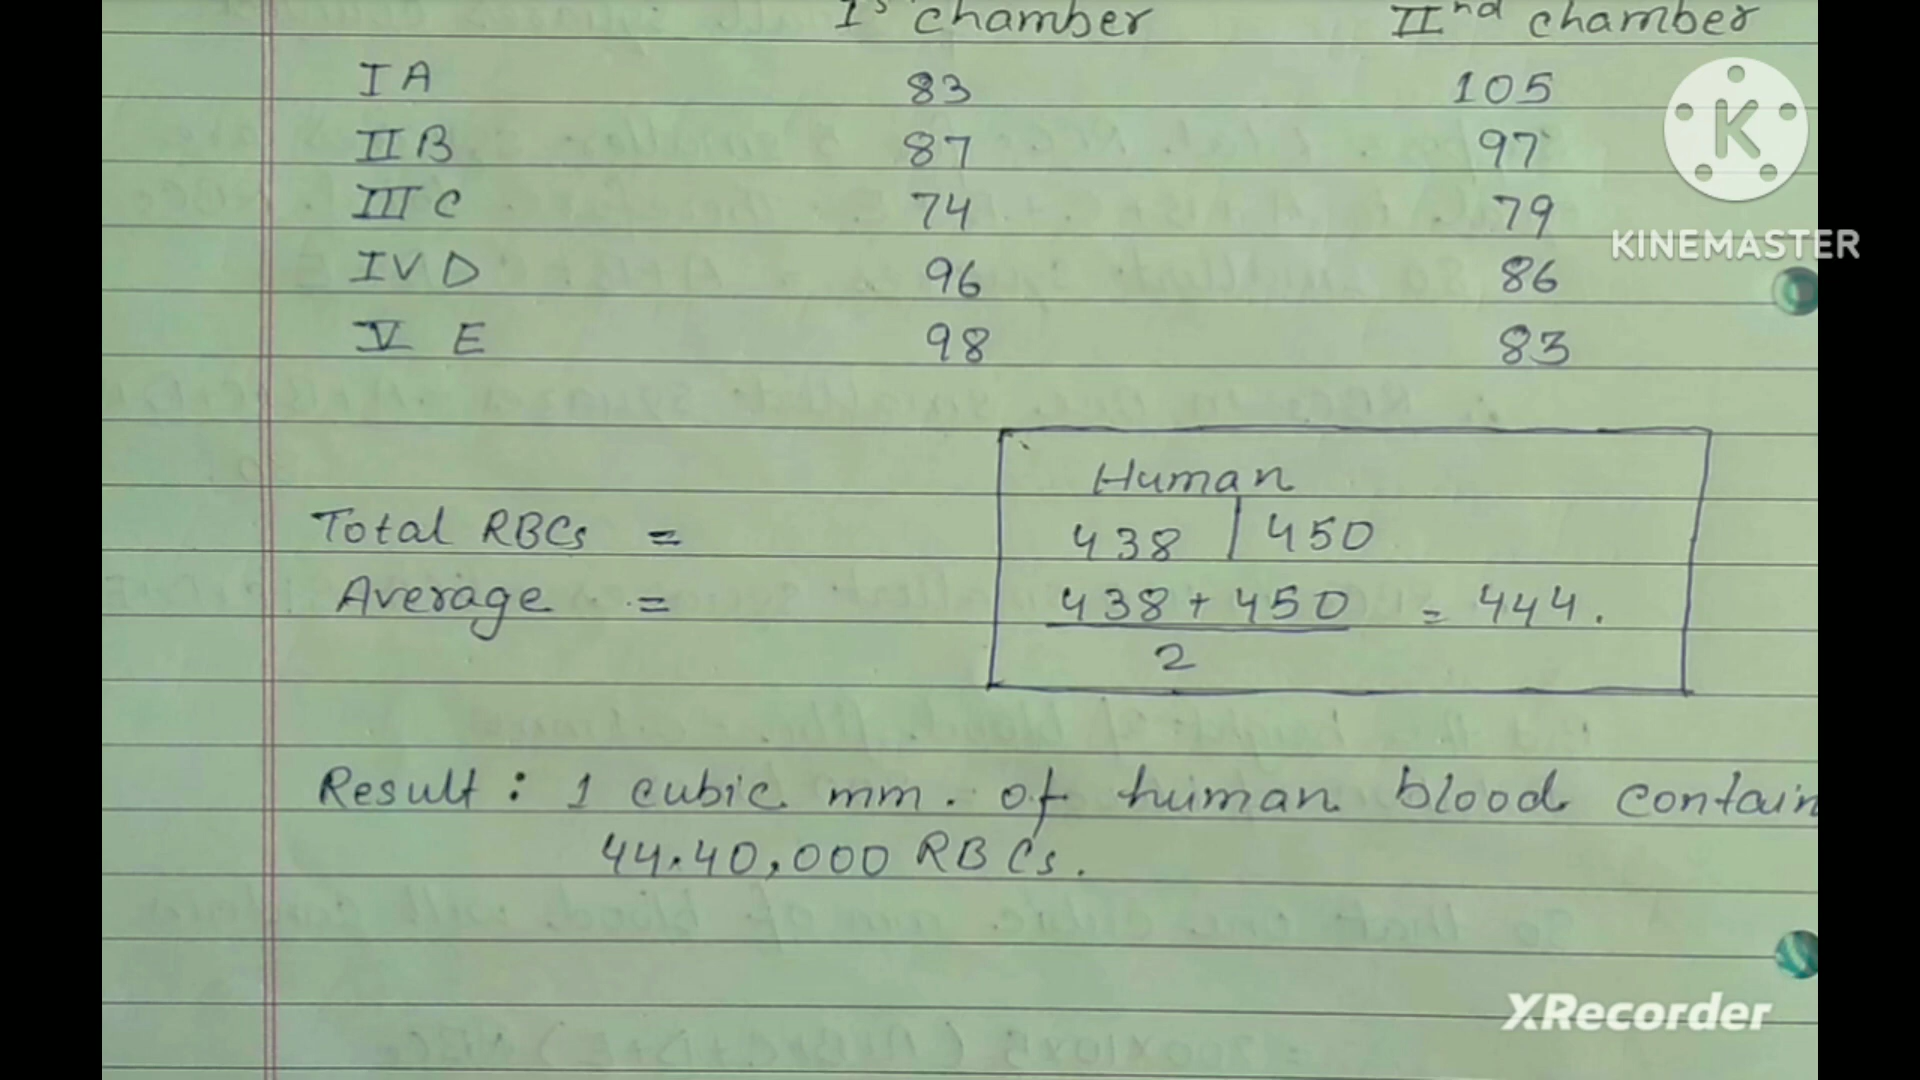 Ist chamber IInd chamber
I A 83 105
II B 87 97
III C 74 79
IV D 96 86
V E 98 83
Human
Total RBCs = 438 | 450
Average = 438 + 450 = 444.
2
Result : 1 cubic mm. of human blood contain
44.40,000 RBCs.
KINEMASTER
XRecorder